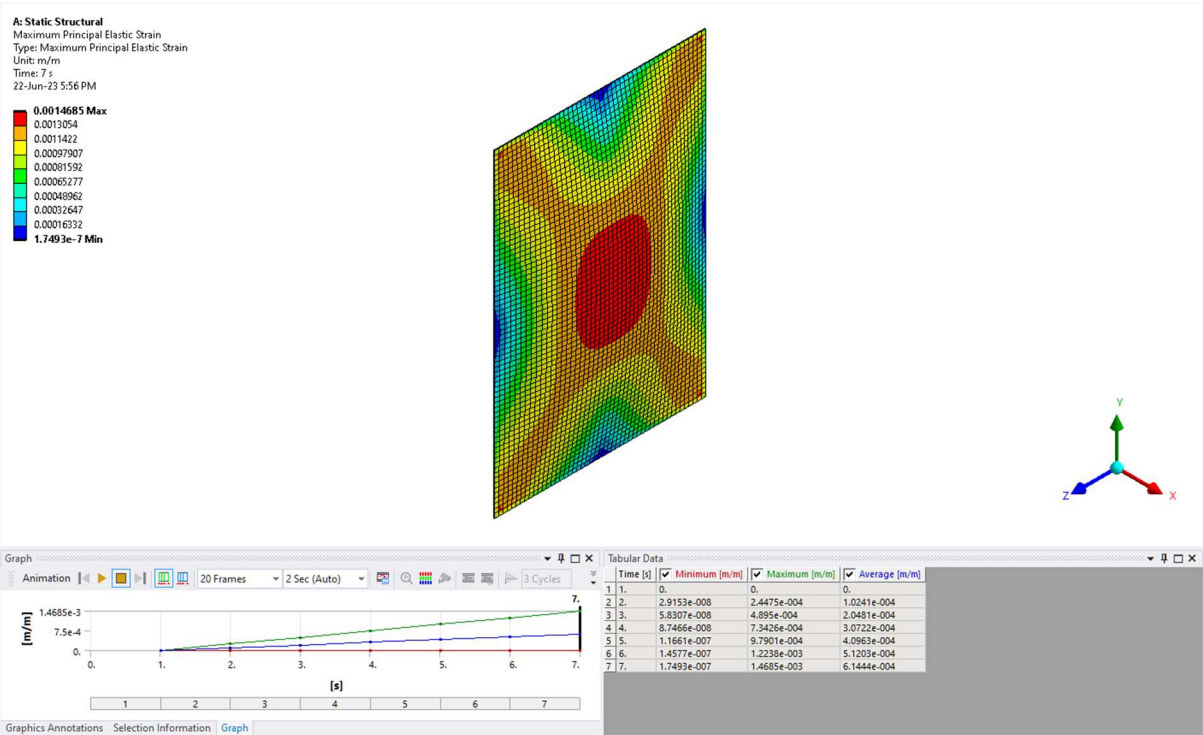 A: Static Structural
Maximum Principal Elastic Strain
Type: Maximum Principal Elastic Strain
Unit: m/m
Time: 7 s
22-Jun-23 5:56 PM
0.0014685 Max
0.0013054
0.0011422
0.00097907
0.00081592
0.00065277
0.00048962
0.00032647
0.00016332
1.7493e-7 Min
Y
Z
X
Graph
Animation 20 Frames 2 Sec (Auto) 3 Cycles
7.
1.4685e-3
7.5e-4
0.
[m/m]
0. 1. 2. 3. 4. 5. 6. 7.
[s]
1 2 3 4 5 6 7
Graphics Annotations Selection Information Graph
Tabular Data
Time [s] Minimum [m/m] Maximum [m/m] Average [m/m]
1 1. 0. 0. 0.
2 2. 2.9153e-008 2.4475e-004 1.0241e-004
3 3. 5.8307e-008 4.895e-004 2.0481e-004
4 4. 8.7466e-008 7.3426e-004 3.0722e-004
5 5. 1.1661e-007 9.7901e-004 4.0963e-004
6 6. 1.4577e-007 1.2238e-003 5.1203e-004
7 7. 1.7493e-007 1.4685e-003 6.1444e-004